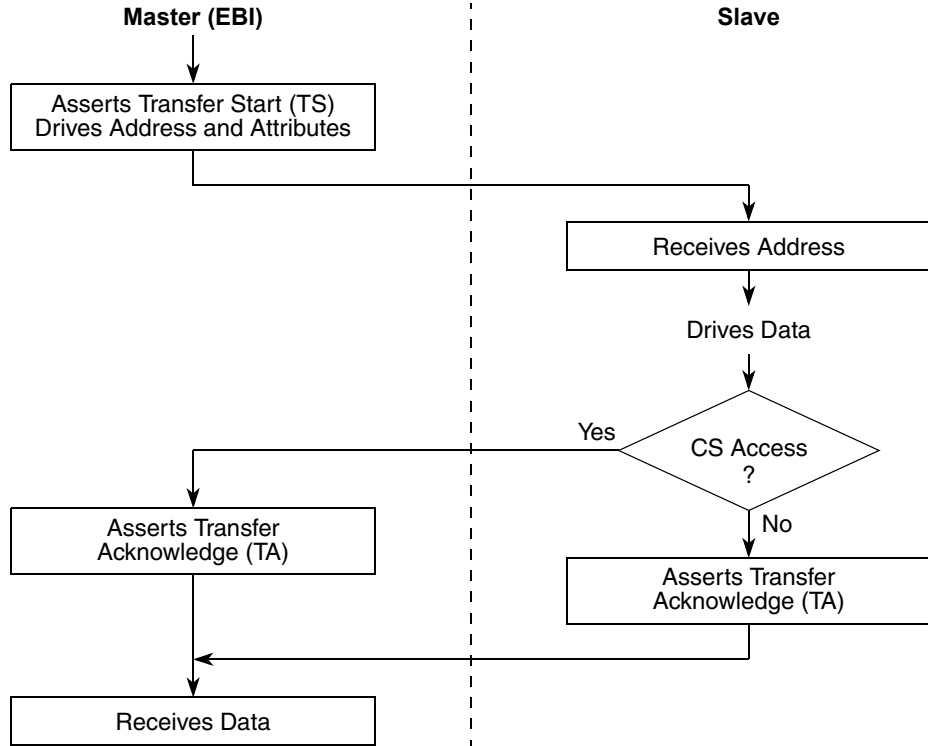 Master (EBI)
Slave
Asserts Transfer Start (TS)
Drives Address and Attributes
Receives Address
Drives Data
Yes
CS Access
?
No
Asserts Transfer
Acknowledge (TA)
Asserts Transfer
Acknowledge (TA)
Receives Data